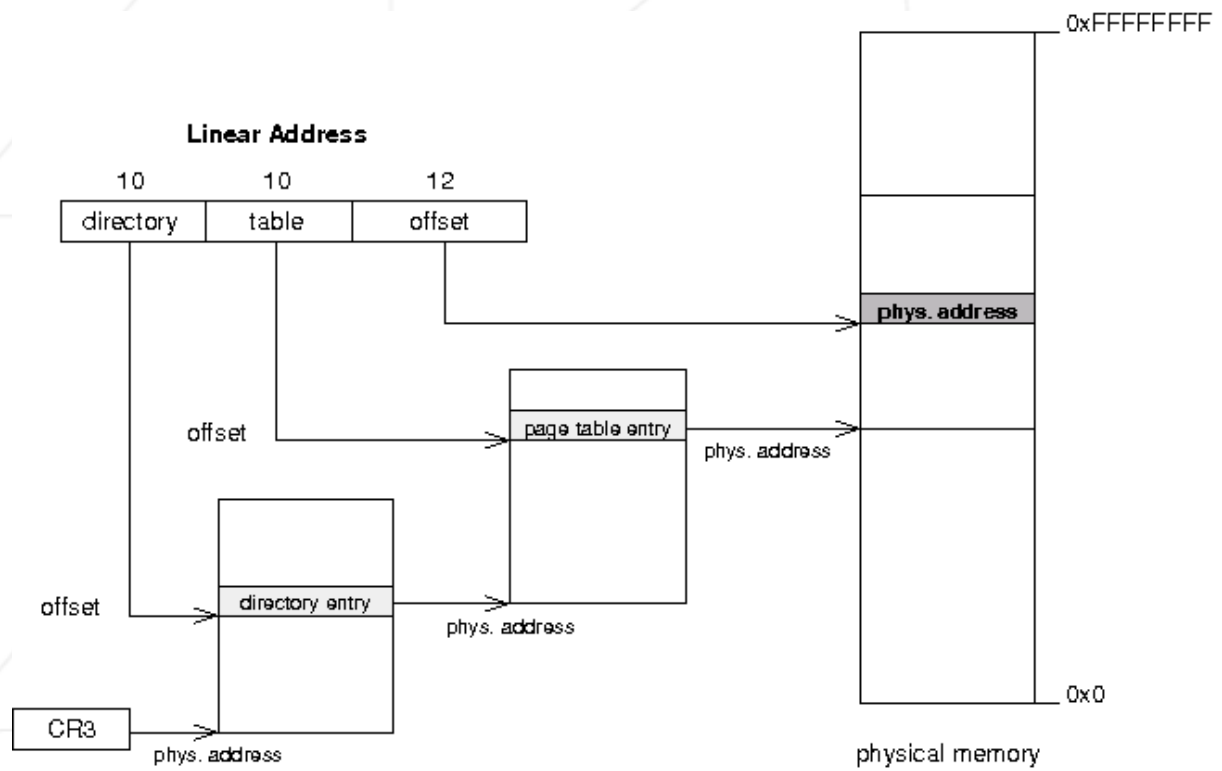 0xFFFFFFFF
Linear Address
10 10 12
directory table offset
phys. address
offset
page table entry
phys. address
offset
directory entry
phys. address
CR3
phys. address
0x0
physical memory